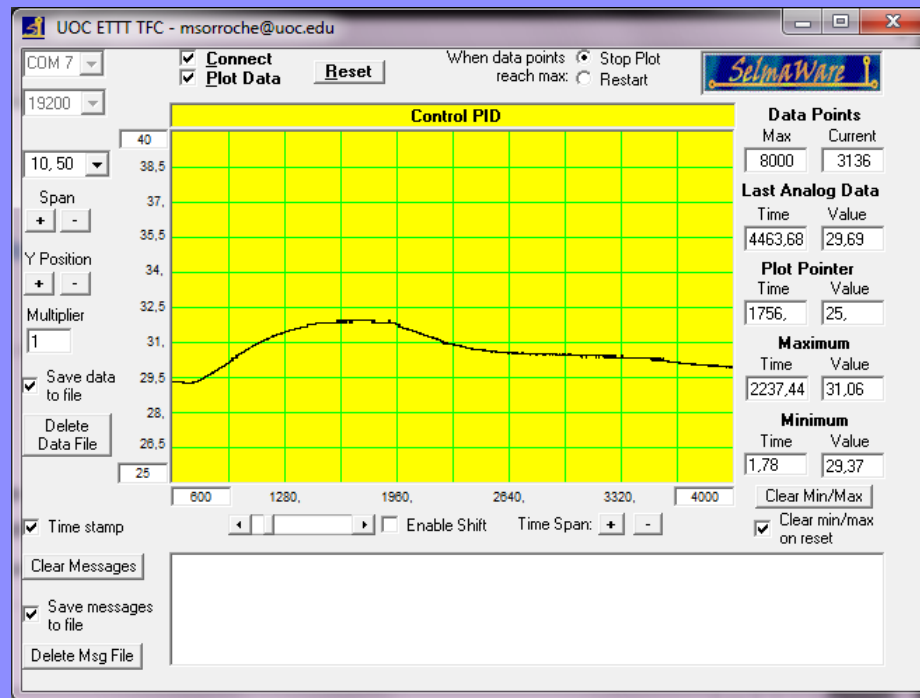 UOC ETTT TFC - msorroche@uoc.edu
COM 7
Connect
Plot Data
Reset
When data points
reach max:
Stop Plot
Restart
SelmaWare
19200
Control PID
10, 50
Span
+ -
Y Position
+ -
Multiplier
1
Save data
to file
Delete
Data File
40
38,5
37,
35,5
34,
32,5
31,
29,5
28,
26,5
25
600 1280, 1960, 2640, 3320, 4000
Data Points
Max Current
8000 3136
Last Analog Data
Time Value
4463,68 29,69
Plot Pointer
Time Value
1756, 25,
Maximum
Time Value
2237,44 31,06
Minimum
Time Value
1,78 29,37
Clear Min/Max
Clear min/max
on reset
Time stamp
Enable Shift
Time Span: + -
Clear Messages
Save messages
to file
Delete Msg File